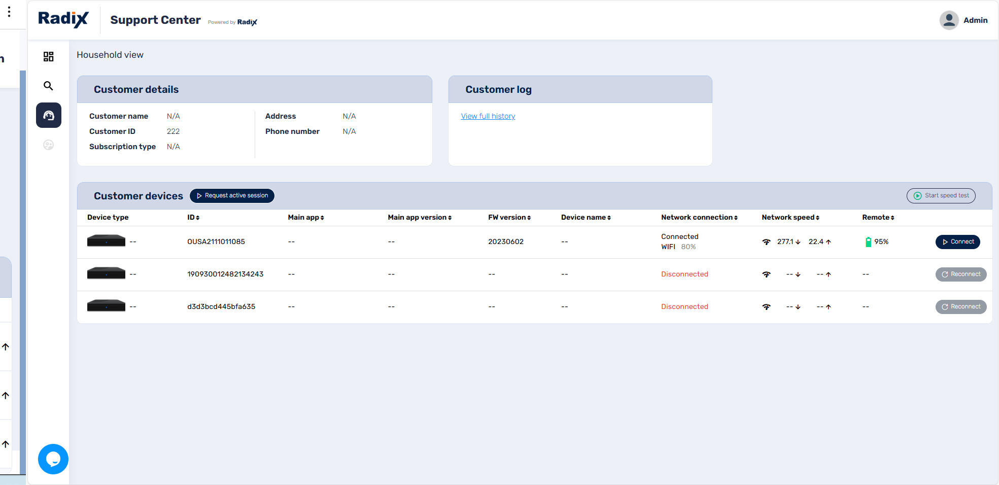 Radix
Support Center Powered by Radix
Admin
Household view
Customer details
Customer name N/A Address N/A
Customer ID 222 Phone number N/A
Subscription type N/A
Customer log
View full history
Customer devices Request active session Start speed test
Device type ID Main app Main app version FW version Device name Network connection Network speed Remote
-- OUSA2111011085 -- -- 20230602 -- Connected WIFI 80% 277.1 ↓ 22.4 ↑ 95% Connect
-- 190930012482134243 -- -- -- -- Disconnected -- ↓ -- ↑ -- Reconnect
-- d3d3bcd445bfa635 -- -- -- -- Disconnected -- ↓ -- ↑ -- Reconnect